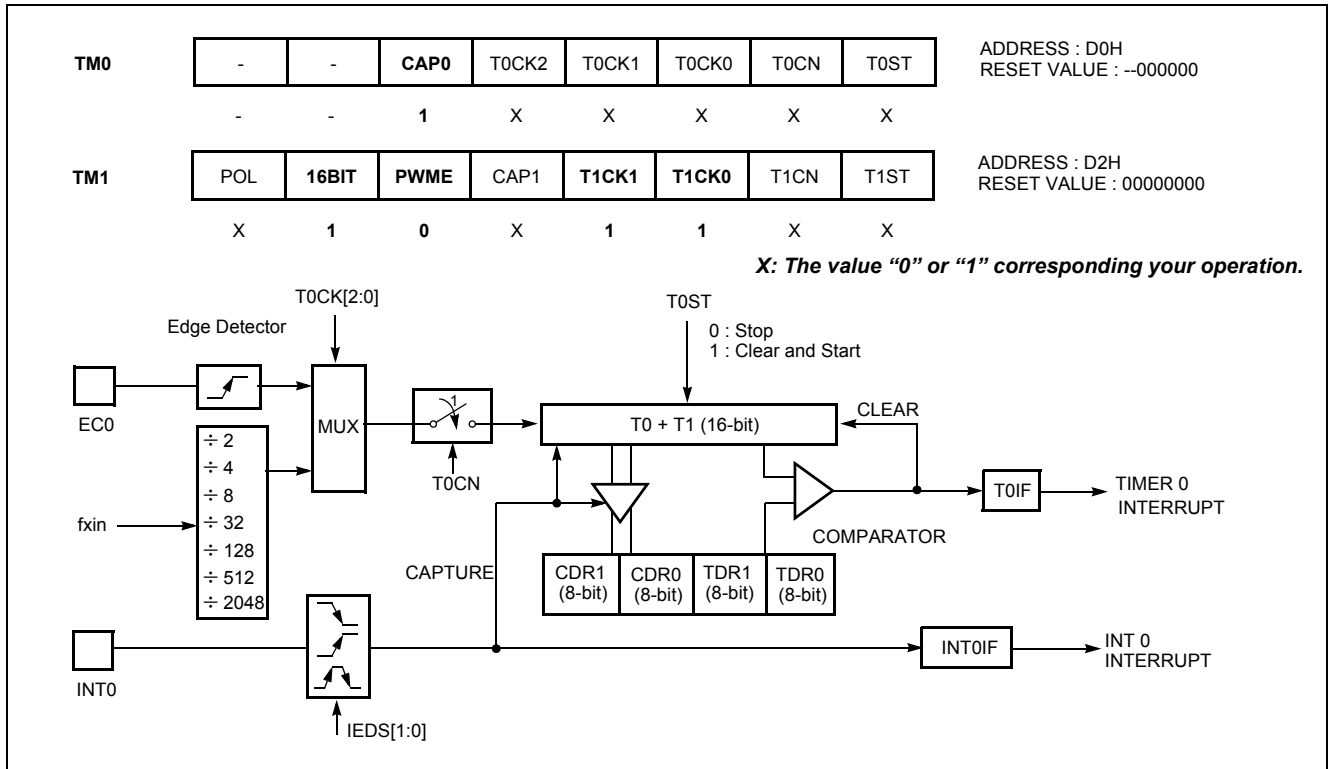 TM0 - - CAP0 T0CK2 T0CK1 T0CK0 T0CN T0ST
ADDRESS : D0H
RESET VALUE : --000000
- - 1 X X X X X
TM1 POL 16BIT PWME CAP1 T1CK1 T1CK0 T1CN T1ST
ADDRESS : D2H
RESET VALUE : 00000000
X 1 0 X 1 1 X X
X: The value “0” or “1” corresponding your operation.
T0CK[2:0]
Edge Detector
T0ST
0 : Stop
1 : Clear and Start
EC0
MUX
1
T0CN
T0 + T1 (16-bit)
CLEAR
fxin
÷ 2
÷ 4
÷ 8
÷ 32
÷ 128
÷ 512
÷ 2048
COMPARATOR
T0IF
TIMER 0
INTERRUPT
CAPTURE
CDR1
(8-bit)
CDR0
(8-bit)
TDR1
(8-bit)
TDR0
(8-bit)
INT0
IEDS[1:0]
INT0IF
INT 0
INTERRUPT